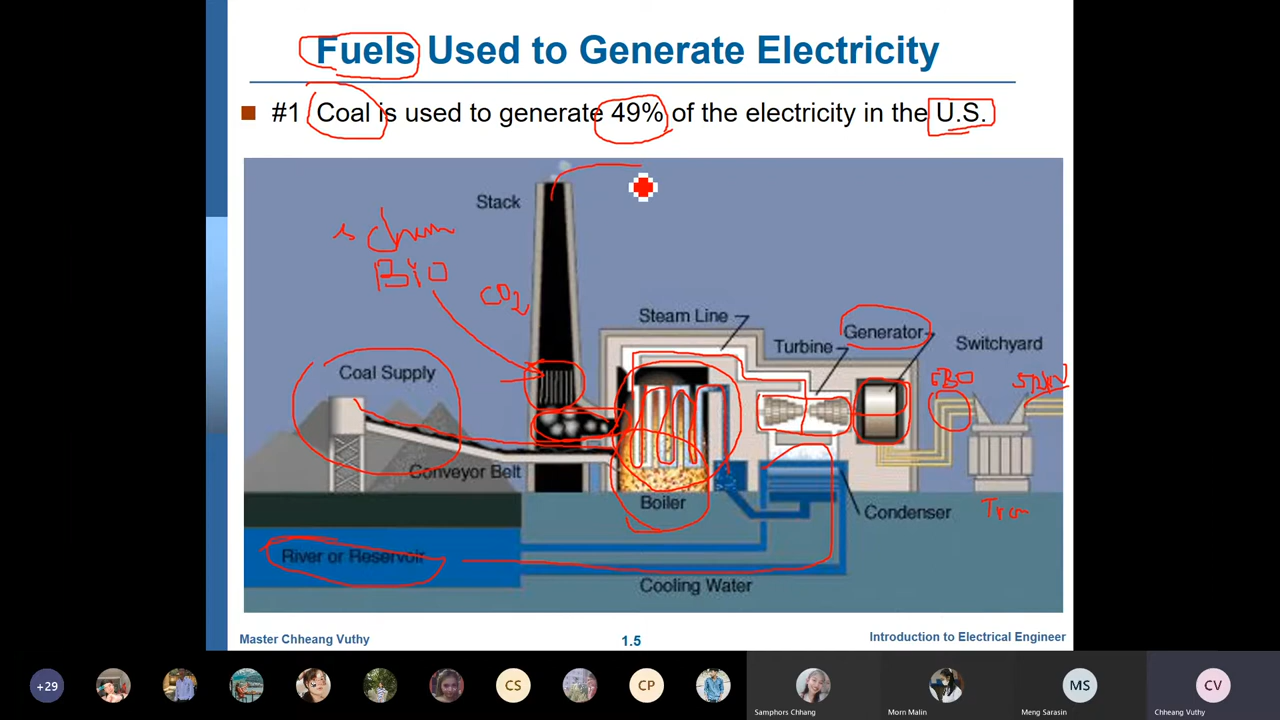 Fuels Used to Generate Electricity
#1 Coal is used to generate 49% of the electricity in the U.S.
Stack
Bio
CO2
Steam Line
Generator
Turbine
Switchyard
Coal Supply
Conveyor Belt
Boiler
Condenser
River or Reservoir
Cooling Water
Master Chheang Vuthy
1.5
Introduction to Electrical Engineer
+29
CS
CP
MS
CV
Samphors Chhang
Morn Malin
Meng Sarasin
Chheang Vuthy